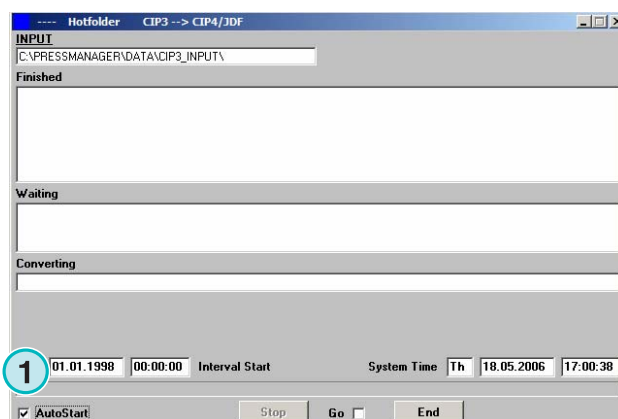 ---- Hotfolder CIP3 --> CIP4/JDF
INPUT
C:\PRESSMANAGER\DATA\CIP3_INPUT\
Finished
Waiting
Converting
1 01.01.1998 00:00:00 Interval Start System Time Th 18.05.2006 17:00:38
AutoStart Stop Go End